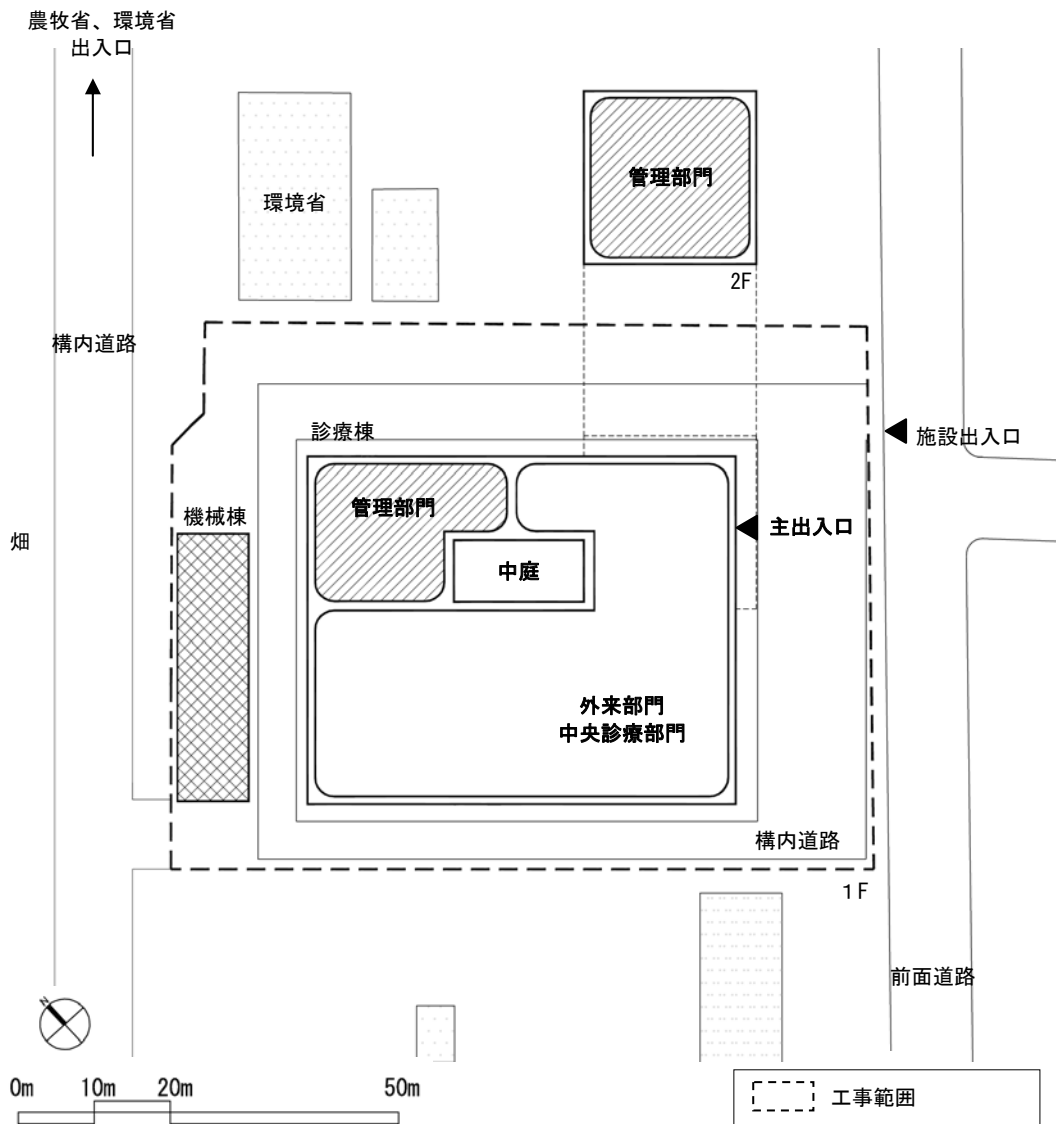 農牧省、環境省
出入口
環境省
管理部門
2F
構内道路
診療棟
施設出入口
管理部門
機械棟
主出入口
畑
中庭
外来部門
中央診療部門
構内道路
1F
前面道路
N
0m 10m 20m 50m
工事範囲